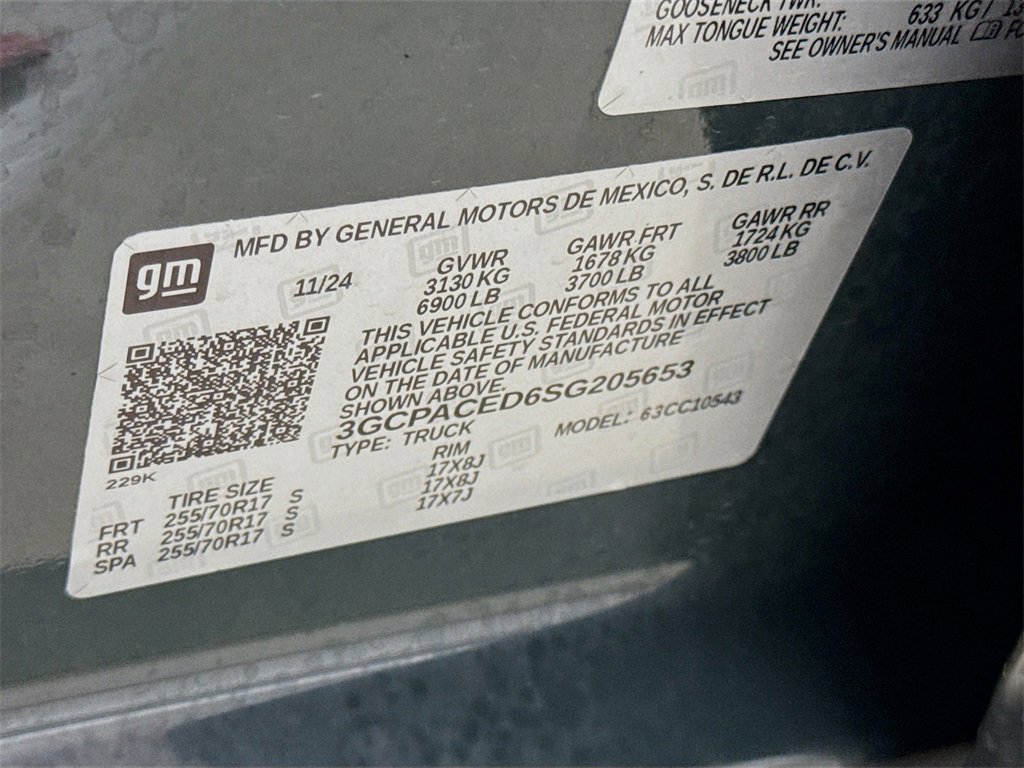 GOOSENECK TWR:
MAX TONGUE WEIGHT: 633 KG/ 13
SEE OWNER'S MANUAL
gm
MFD BY GENERAL MOTORS DE MEXICO, S. DE R.L. DE C.V.
11/24
GVWR
3130 KG
6900 LB
GAWR FRT
1678 KG
3700 LB
GAWR RR
1724 KG
3800 LB
THIS VEHICLE CONFORMS TO ALL
APPLICABLE U.S. FEDERAL MOTOR
VEHICLE SAFETY STANDARDS IN EFFECT
ON THE DATE OF MANUFACTURE
SHOWN ABOVE.
3GCPACED6SG205653
TYPE: TRUCK MODEL: 63CC10543
229K
TIRE SIZE RIM
FRT 255/70R17 S 17X8J
RR 255/70R17 S 17X8J
SPA 255/70R17 S 17X7J